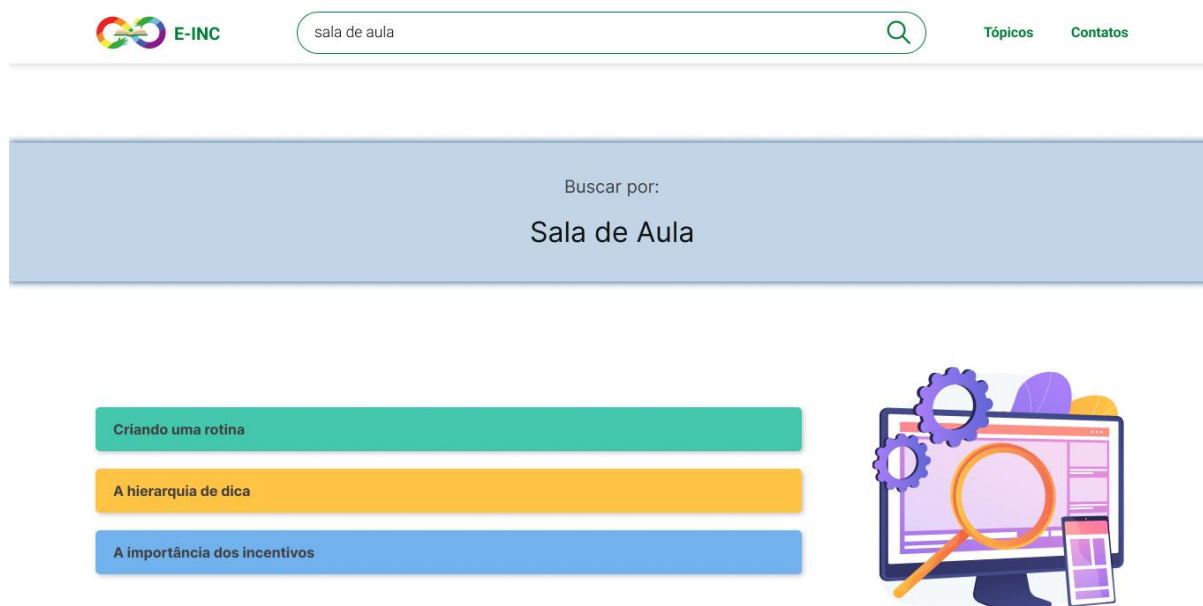 E-INC
sala de aula
Tópicos
Contatos
Buscar por:
Sala de Aula
Criando uma rotina
A hierarquia de dica
A importância dos incentivos